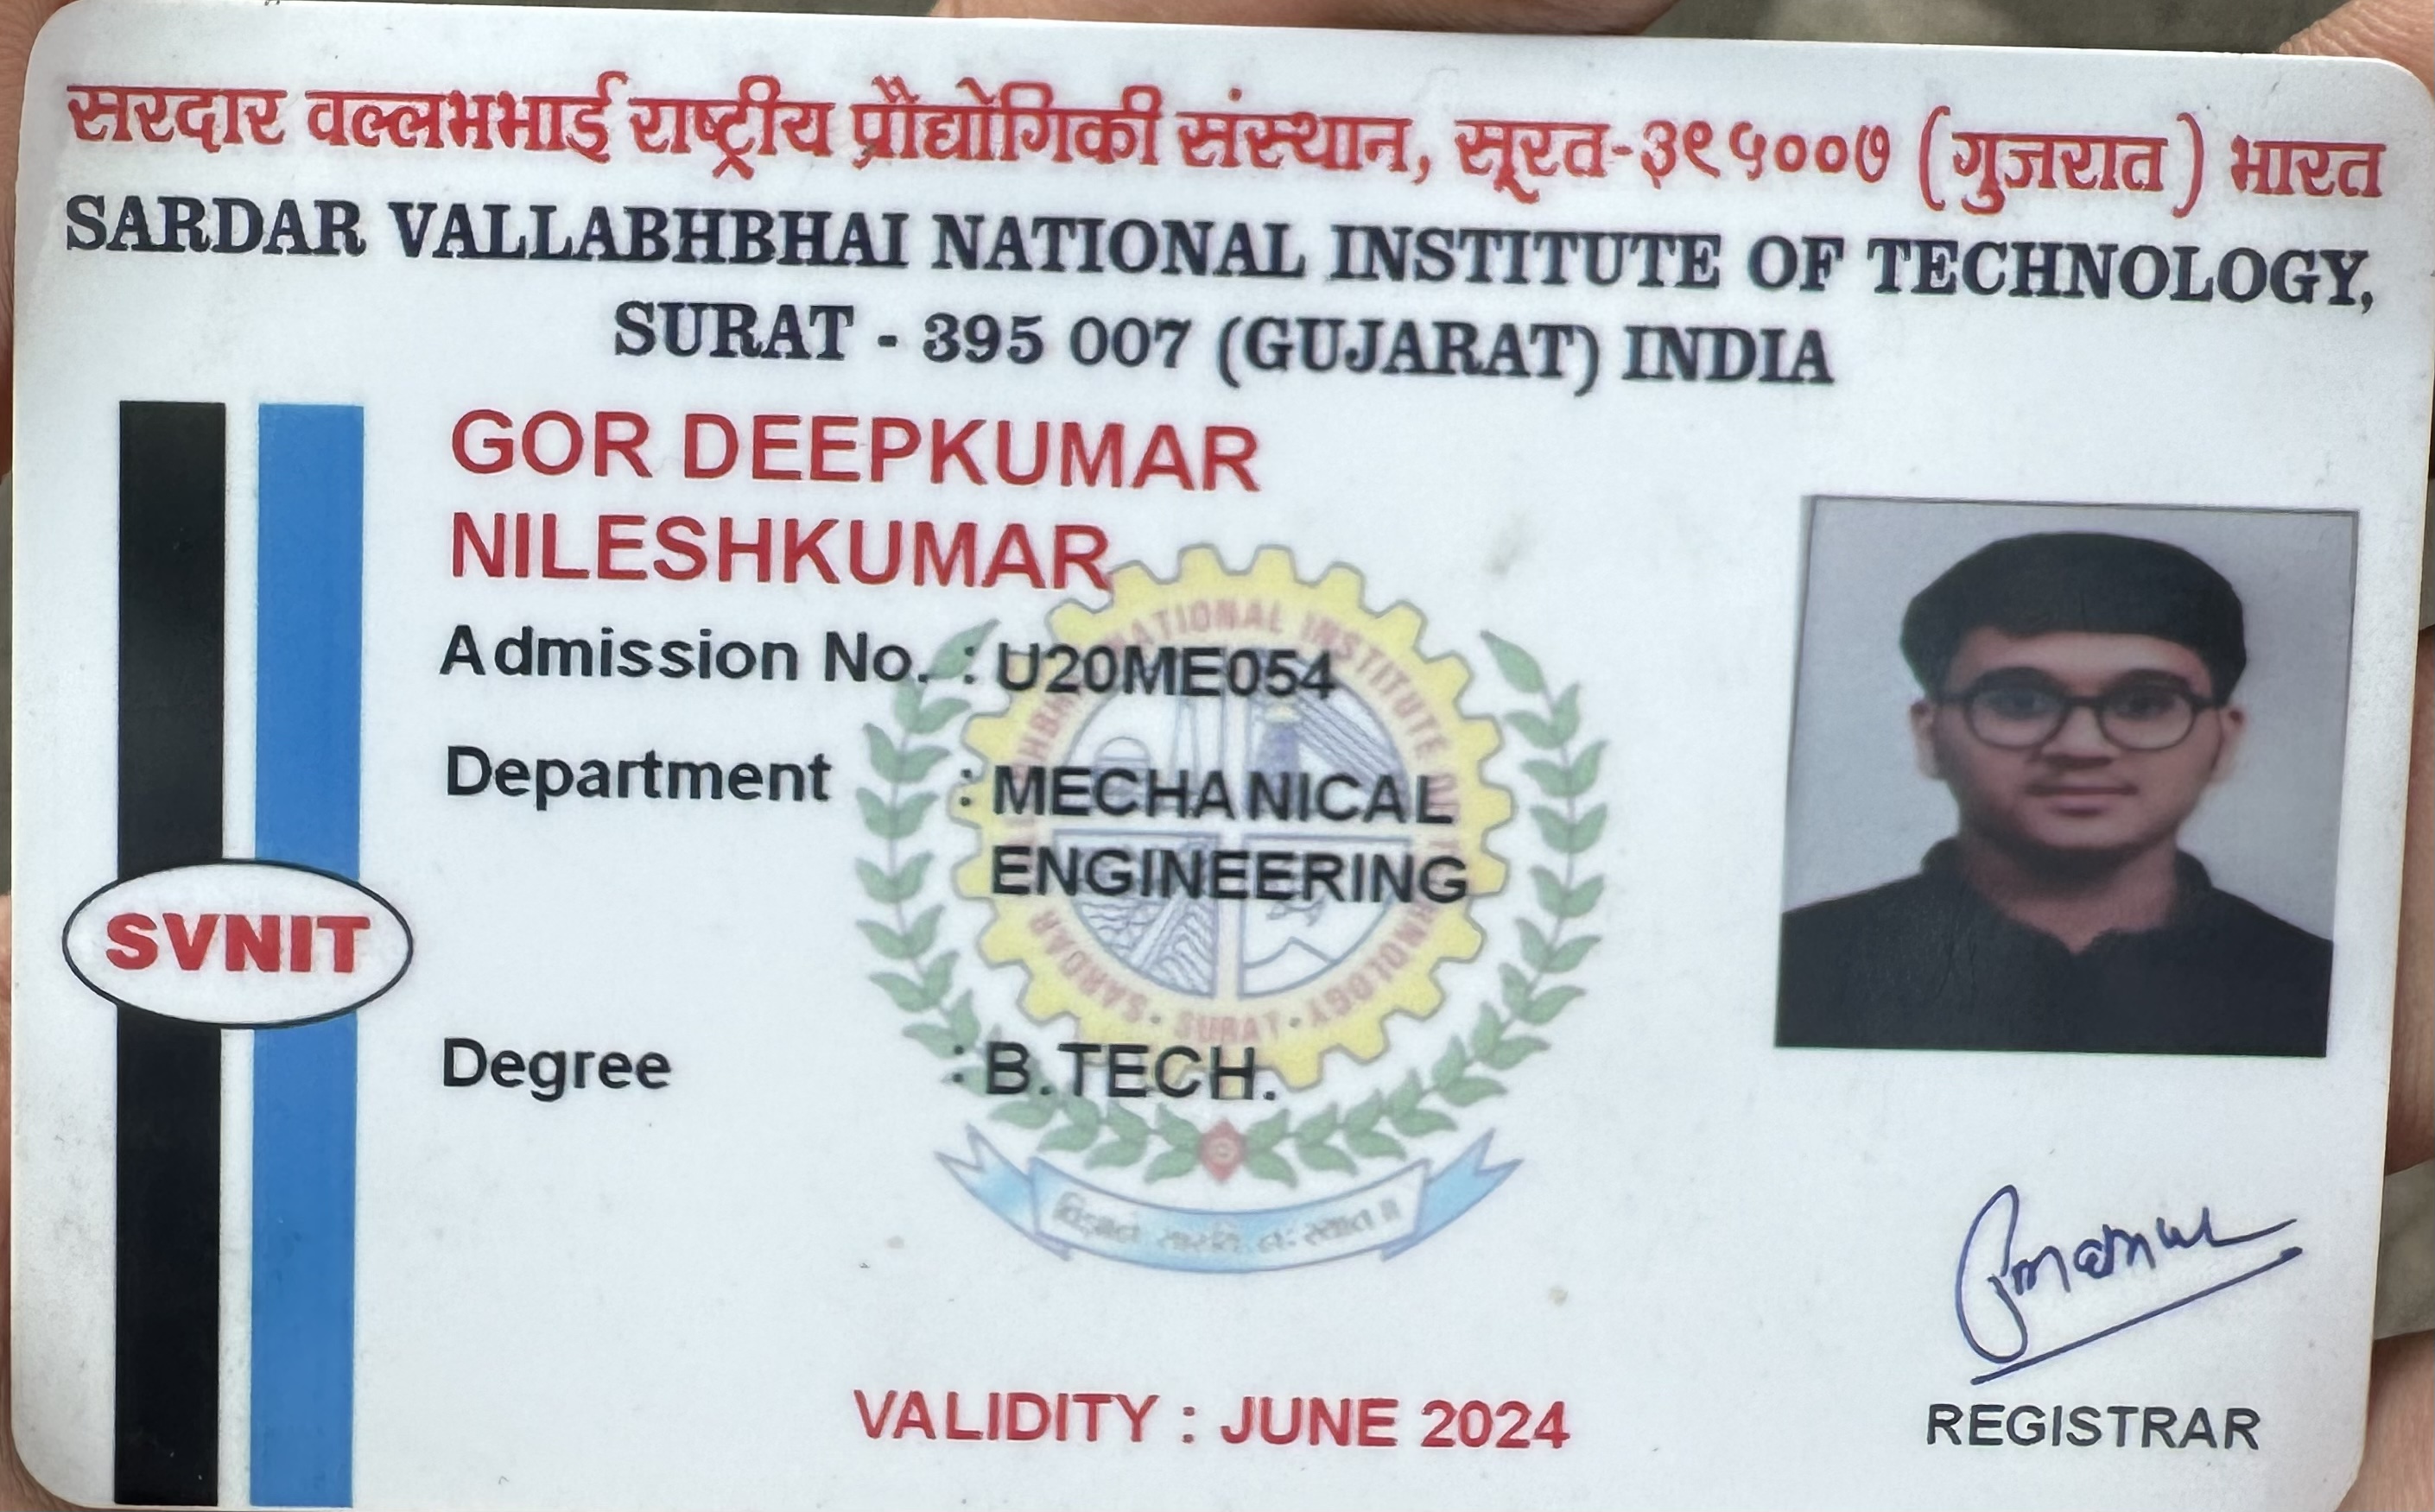 सरदार वल्लभभाई राष्ट्रीय प्रौद्योगिकी संस्थान, सूरत-३९५००७ (गुजरात) भारत
SARDAR VALLABHBHAI NATIONAL INSTITUTE OF TECHNOLOGY,
SURAT - 395 007 (GUJARAT) INDIA
GOR DEEPKUMAR
NILESHKUMAR
Admission No. : U20ME054
Department : MECHANICAL
ENGINEERING
SVNIT
Degree : B.TECH.
SARDAR NATIONAL INSTITUTE OF TECHNOLOGY · SURAT ·
VALIDITY : JUNE 2024
REGISTRAR